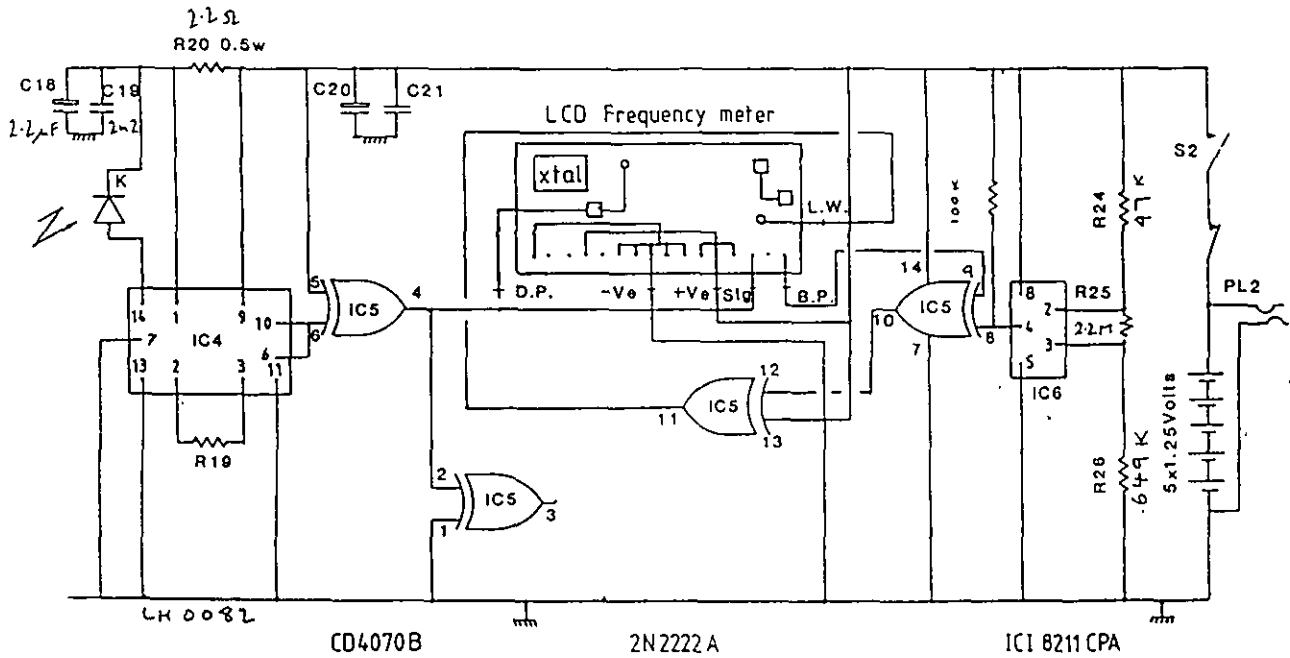 2.2 Ω
R20 0.5w
C18
C19
2.2μF
2n2
C20
C21
LCD Frequency meter
xtal
L.W.
D.P.
-Ve
+Ve
Sig
B.P.
K
14
1
9
7
IC4
10
6
13
2
3
11
R19
5
6
IC5
4
2
1
IC5
3
12
13
IC5
11
100K
14
9
IC5
10
7
8
8
2
4
3
5
IC6
R25
2.2M
R24
47K
R26
.649K
S2
PL2
5x1.25Volts
LH0082
CD4070B
2N2222A
ICI 8211 CPA